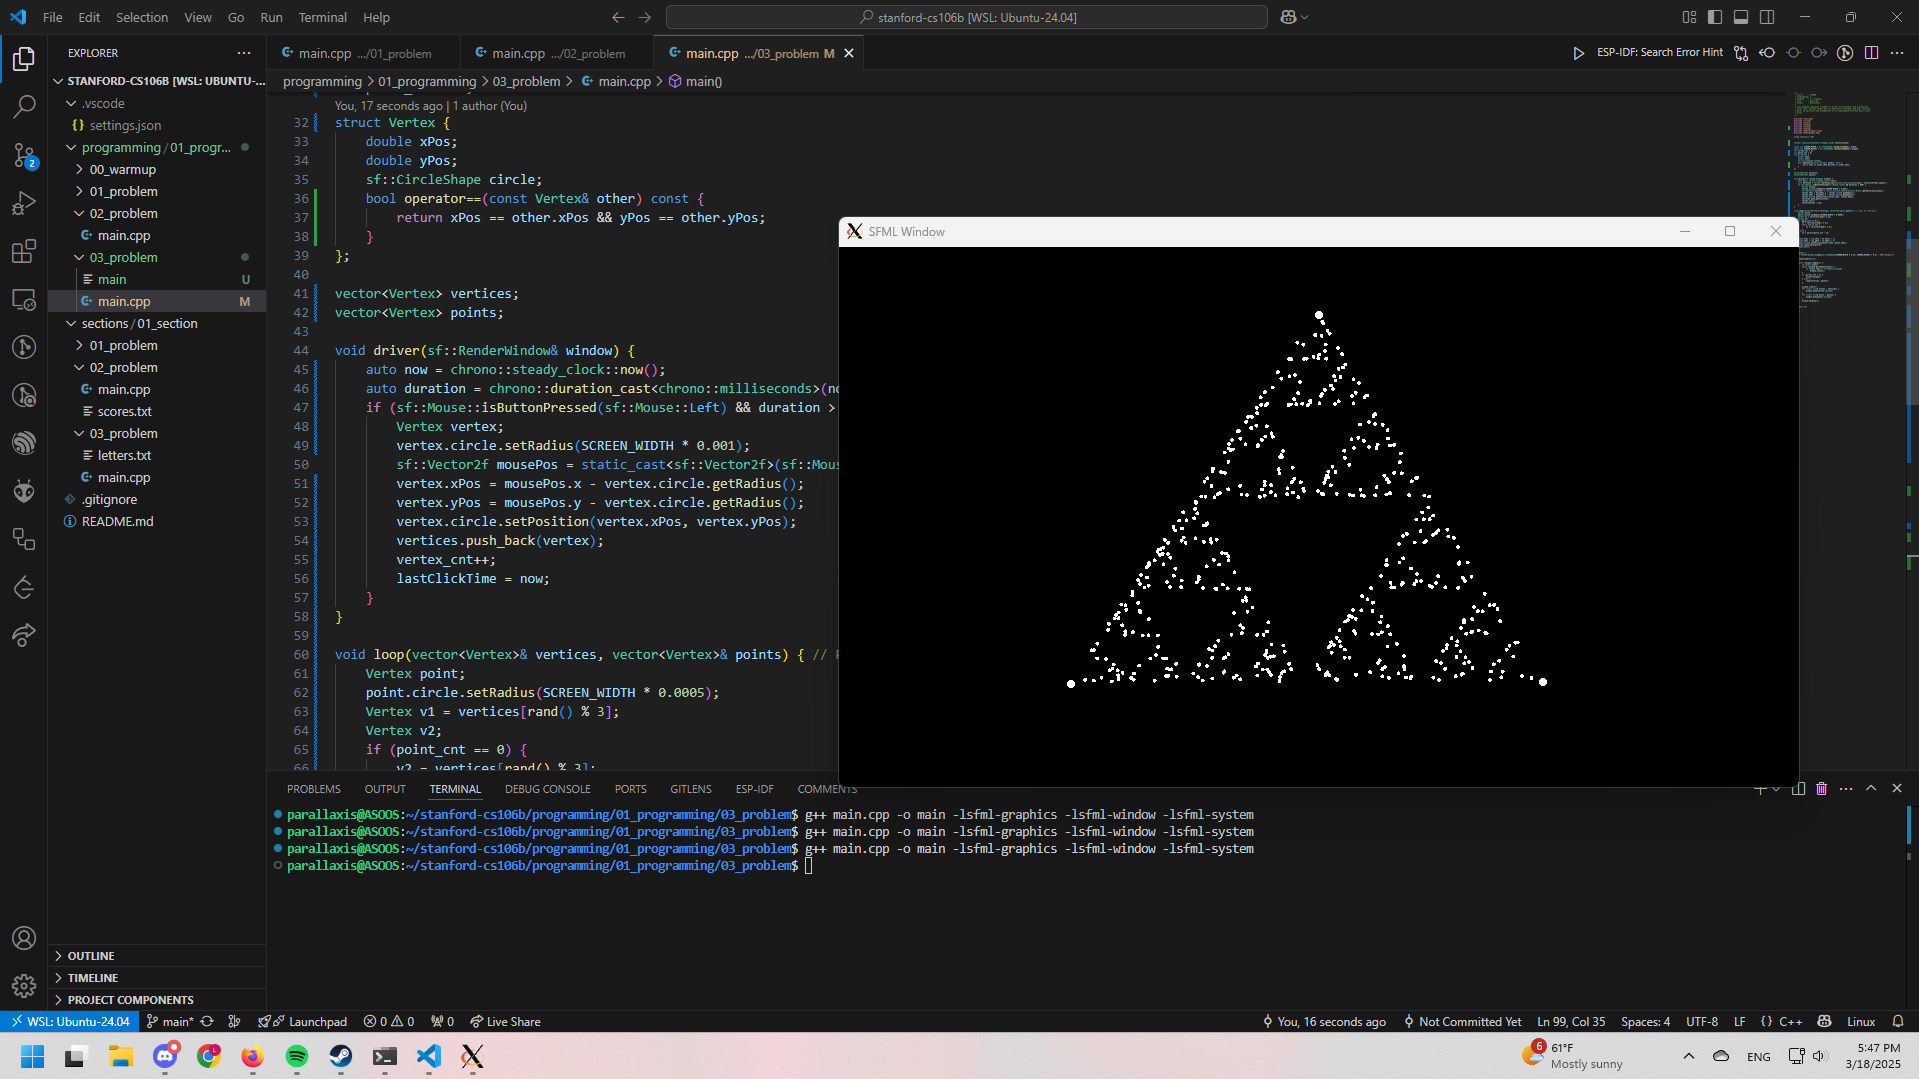 File Edit Selection View Go Run Terminal Help
stanford-cs106b [WSL: Ubuntu-24.04]
EXPLORER
STANFORD-CS106B [WSL: UBUNTU-...
.vscode
settings.json
programming/01_progr...
00_warmup
01_problem
02_problem
main.cpp
03_problem
main U
main.cpp M
sections/01_section
01_problem
02_problem
main.cpp
scores.txt
03_problem
letters.txt
main.cpp
.gitignore
README.md
OUTLINE
TIMELINE
PROJECT COMPONENTS
2
main.cpp .../01_problem
main.cpp .../02_problem
main.cpp .../03_problem M
ESP-IDF: Search Error Hint
programming > 01_programming > 03_problem > main.cpp > main()
You, 17 seconds ago | 1 author (You)
32 struct Vertex {
33 double xPos;
34 double yPos;
35 sf::CircleShape circle;
36 bool operator==(const Vertex& other) const {
37 return xPos == other.xPos && yPos == other.yPos;
38 }
39 };
40
41 vector<Vertex> vertices;
42 vector<Vertex> points;
43
44 void driver(sf::RenderWindow& window) {
45 auto now = chrono::steady_clock::now();
46 auto duration = chrono::duration_cast<chrono::milliseconds>(no
47 if (sf::Mouse::isButtonPressed(sf::Mouse::Left) && duration >
48 Vertex vertex;
49 vertex.circle.setRadius(SCREEN_WIDTH * 0.001);
50 sf::Vector2f mousePos = static_cast<sf::Vector2f>(sf::Mou
51 vertex.xPos = mousePos.x - vertex.circle.getRadius();
52 vertex.yPos = mousePos.y - vertex.circle.getRadius();
53 vertex.circle.setPosition(vertex.xPos, vertex.yPos);
54 vertices.push_back(vertex);
55 vertex_cnt++;
56 lastClickTime = now;
57 }
58 }
59
60 void loop(vector<Vertex>& vertices, vector<Vertex>& points) { //
61 Vertex point;
62 point.circle.setRadius(SCREEN_WIDTH * 0.0005);
63 Vertex v1 = vertices[rand() % 3];
64 Vertex v2;
65 if (point_cnt == 0) {
66 v2 = vertices[rand() % 3];
SFML Window
PROBLEMS OUTPUT TERMINAL DEBUG CONSOLE PORTS GITLENS ESP-IDF COMMENTS
parallaxis@ASOOS:~/stanford-cs106b/programming/01_programming/03_problem$ g++ main.cpp -o main -lsfml-graphics -lsfml-window -lsfml-system
parallaxis@ASOOS:~/stanford-cs106b/programming/01_programming/03_problem$ g++ main.cpp -o main -lsfml-graphics -lsfml-window -lsfml-system
parallaxis@ASOOS:~/stanford-cs106b/programming/01_programming/03_problem$ g++ main.cpp -o main -lsfml-graphics -lsfml-window -lsfml-system
parallaxis@ASOOS:~/stanford-cs106b/programming/01_programming/03_problem$
WSL: Ubuntu-24.04 main* Launchpad 0 0 0 Live Share You, 16 seconds ago Not Committed Yet Ln 99, Col 35 Spaces: 4 UTF-8 LF {} C++ Linux
6 61°F
Mostly sunny
ENG
5:47 PM
3/18/2025